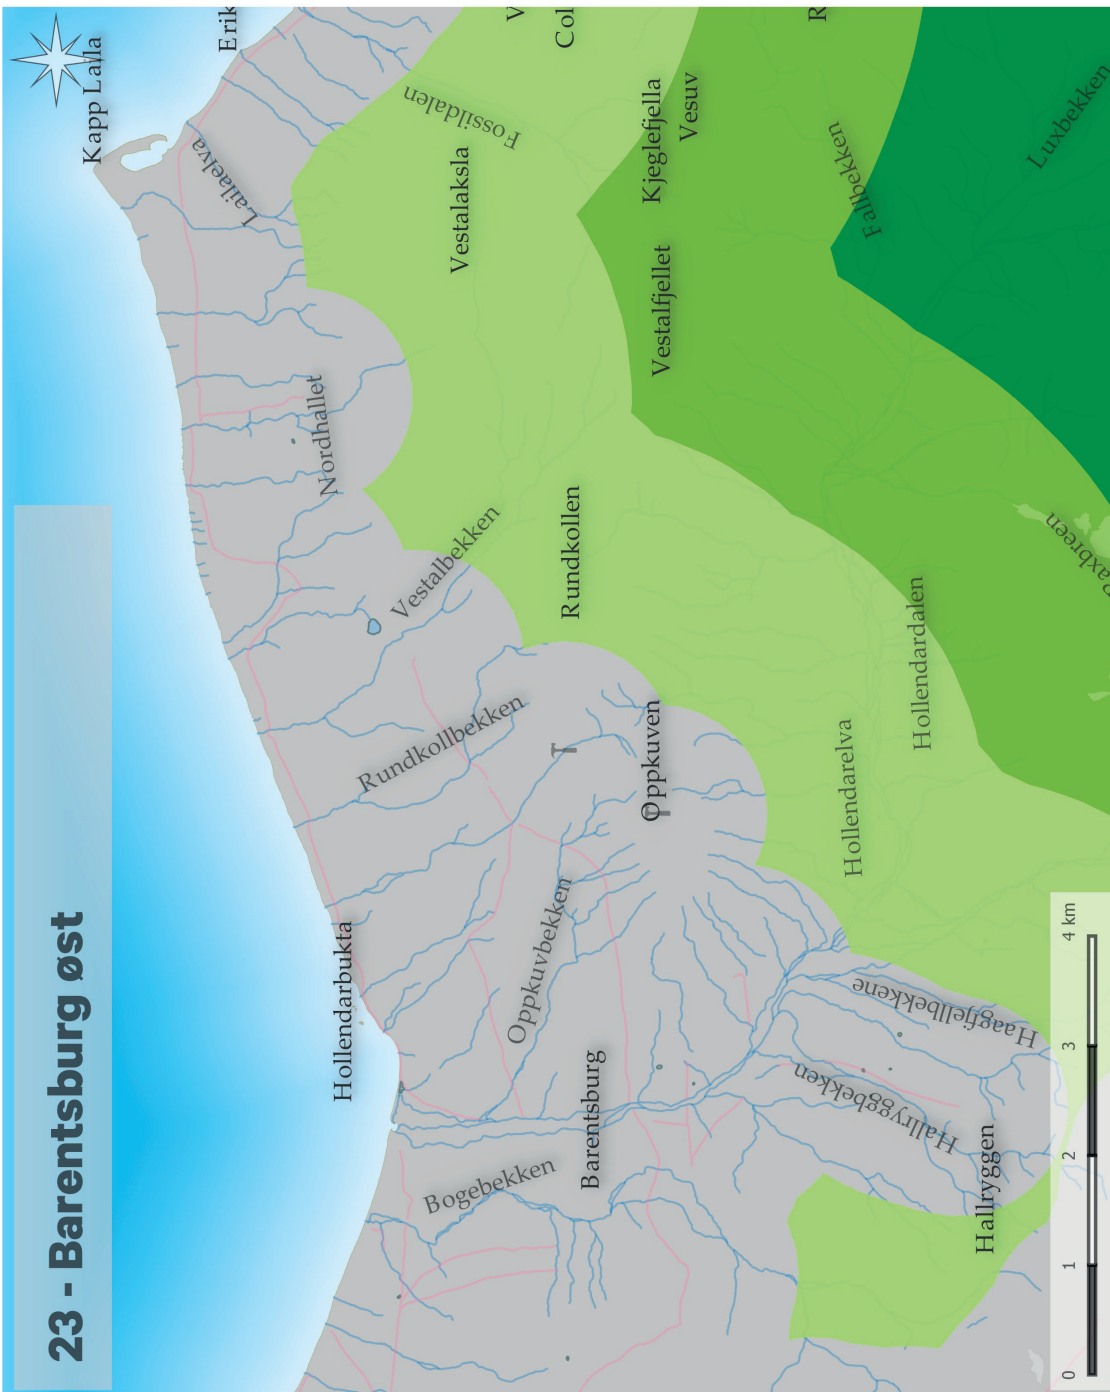 23 - Barentsburg øst
Kapp Laila
Erik
Lailaelva
Fossildalen
V
Col
Vestalaksla
Kjeglefjella
Vesuv
R
Fallbekken
Luxbekken
Vestalfjellet
Nordhallet
Vestalbekken
Rundkollen
axbreen
Hollendardalen
Rundkollbekken
Oppkuven
Hollendarelva
Hollendarbukta
Oppkuvbekken
Haagfjellbekkene
Barentsburg
Hallryggbekken
Bogebekken
Hallryggen
0 1 2 3 4 km